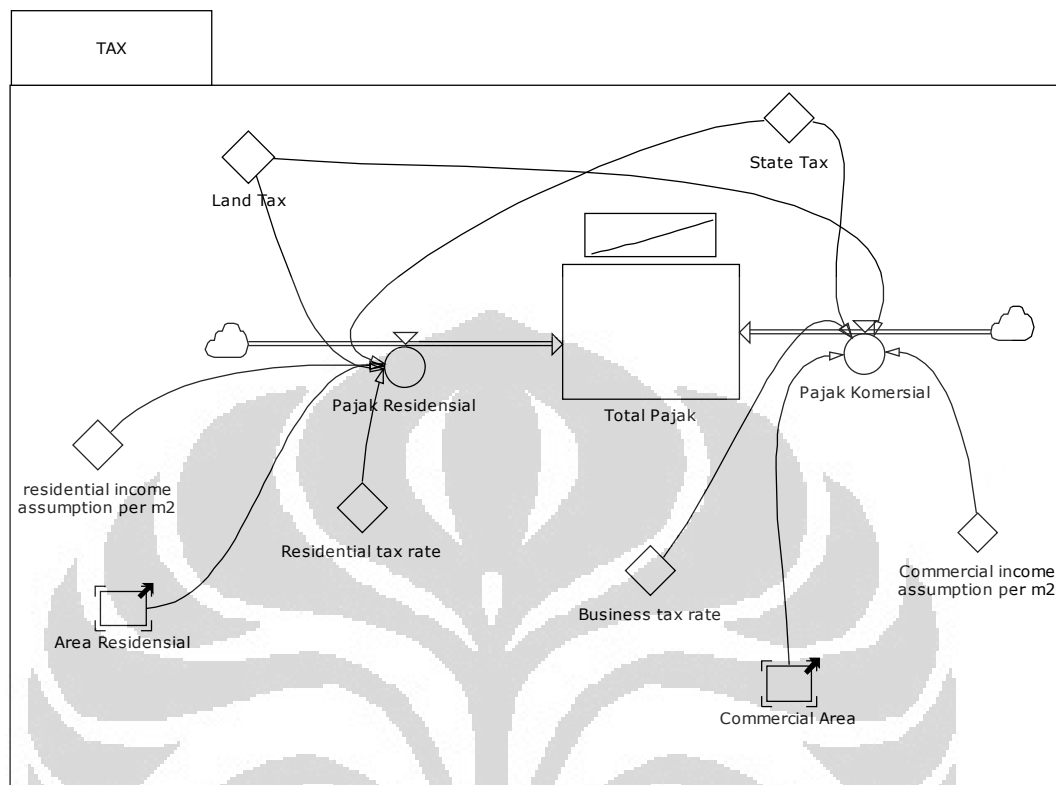 TAX
State Tax
Land Tax
Pajak Residensial
Total Pajak
Pajak Komersial
residential income
assumption per m2
Residential tax rate
Commercial income
assumption per m2
Business tax rate
Area Residensial
Commercial Area